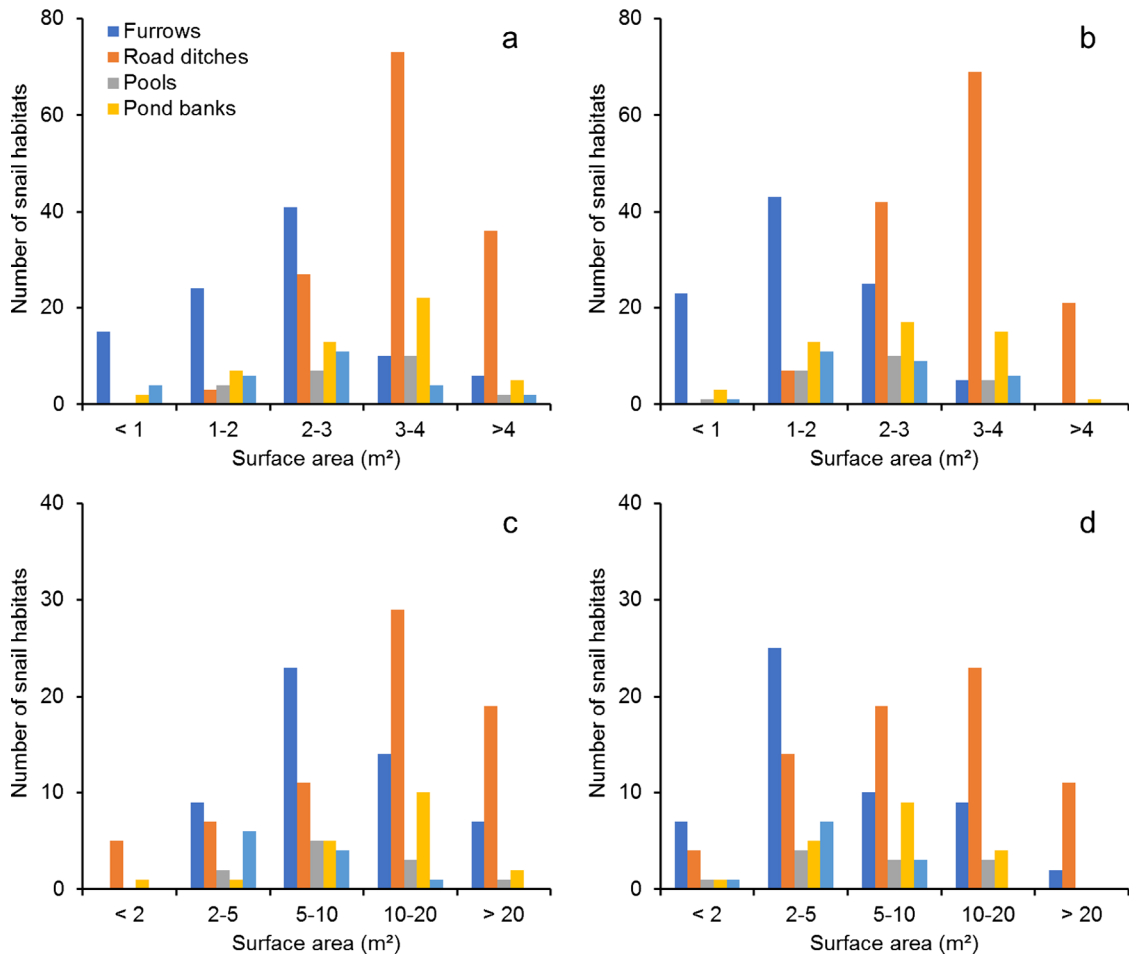 a
Furrows
Road ditches
Pools
Pond banks
Number of snail habitats
80
60
40
20
0
< 1 1-2 2-3 3-4 >4
Surface area (m²)
b
Number of snail habitats
80
60
40
20
0
< 1 1-2 2-3 3-4 >4
Surface area (m²)
c
Number of snail habitats
40
30
20
10
0
< 2 2-5 5-10 10-20 > 20
Surface area (m²)
d
Number of snail habitats
40
30
20
10
0
< 2 2-5 5-10 10-20 > 20
Surface area (m²)